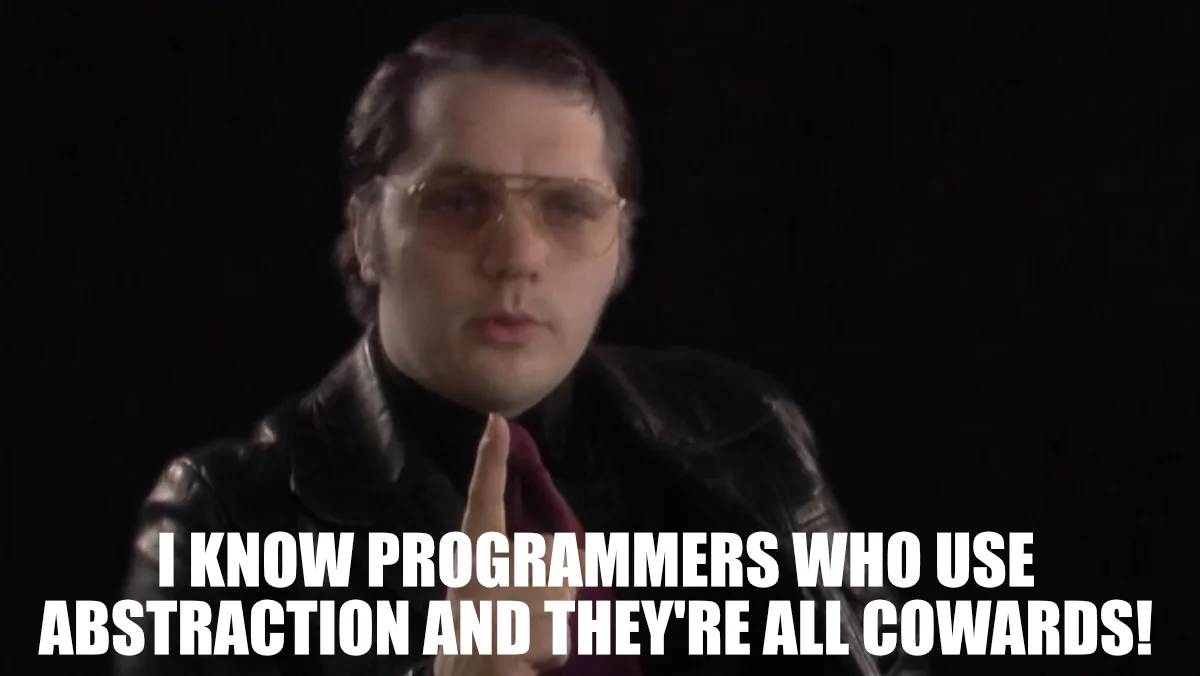 I KNOW PROGRAMMERS WHO USE
ABSTRACTION AND THEY'RE ALL COWARDS!